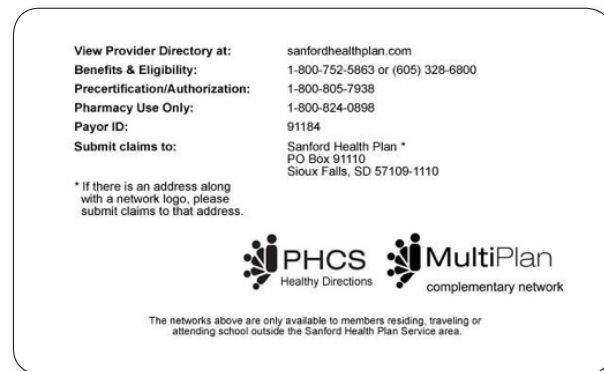 View Provider Directory at: sanfordhealthplan.com
Benefits & Eligibility: 1-800-752-5863 or (605) 328-6800
Precertification/Authorization: 1-800-805-7938
Pharmacy Use Only: 1-800-824-0898
Payor ID: 91184
Submit claims to: Sanford Health Plan *
PO Box 91110
Sioux Falls, SD 57109-1110
* If there is an address along
with a network logo, please
submit claims to that address.
PHCS MultiPlan
Healthy Directions complementary network
The networks above are only available to members residing, traveling or
attending school outside the Sanford Health Plan Service area.